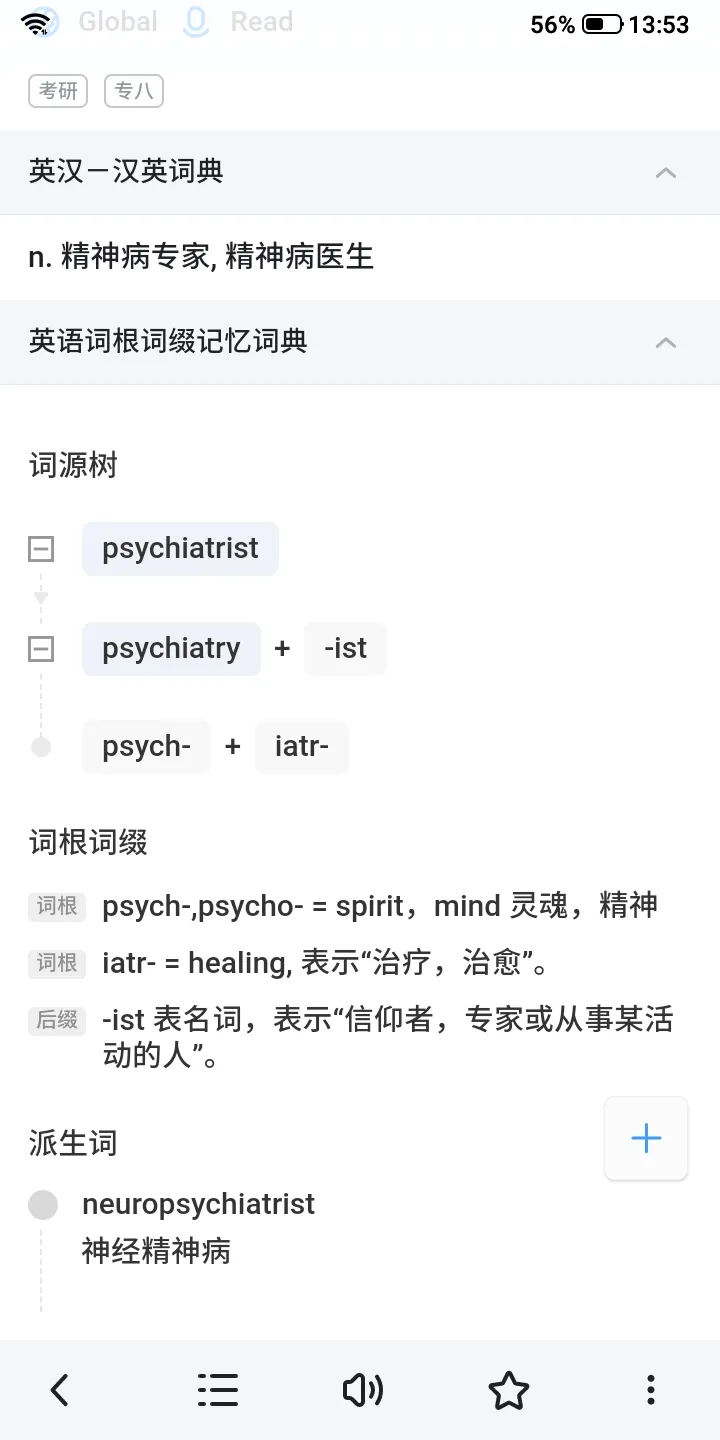 Global Read
56% 13:53
考研 专八
英汉－汉英词典
n. 精神病专家, 精神病医生
英语词根词缀记忆词典
词源树
psychiatrist
psychiatry + -ist
psych- + iatr-
词根词缀
词根 psych-,psycho- = spirit，mind 灵魂，精神
词根 iatr- = healing, 表示“治疗，治愈”。
后缀 -ist 表名词，表示“信仰者，专家或从事某活
动的人”。
派生词
neuropsychiatrist
神经精神病